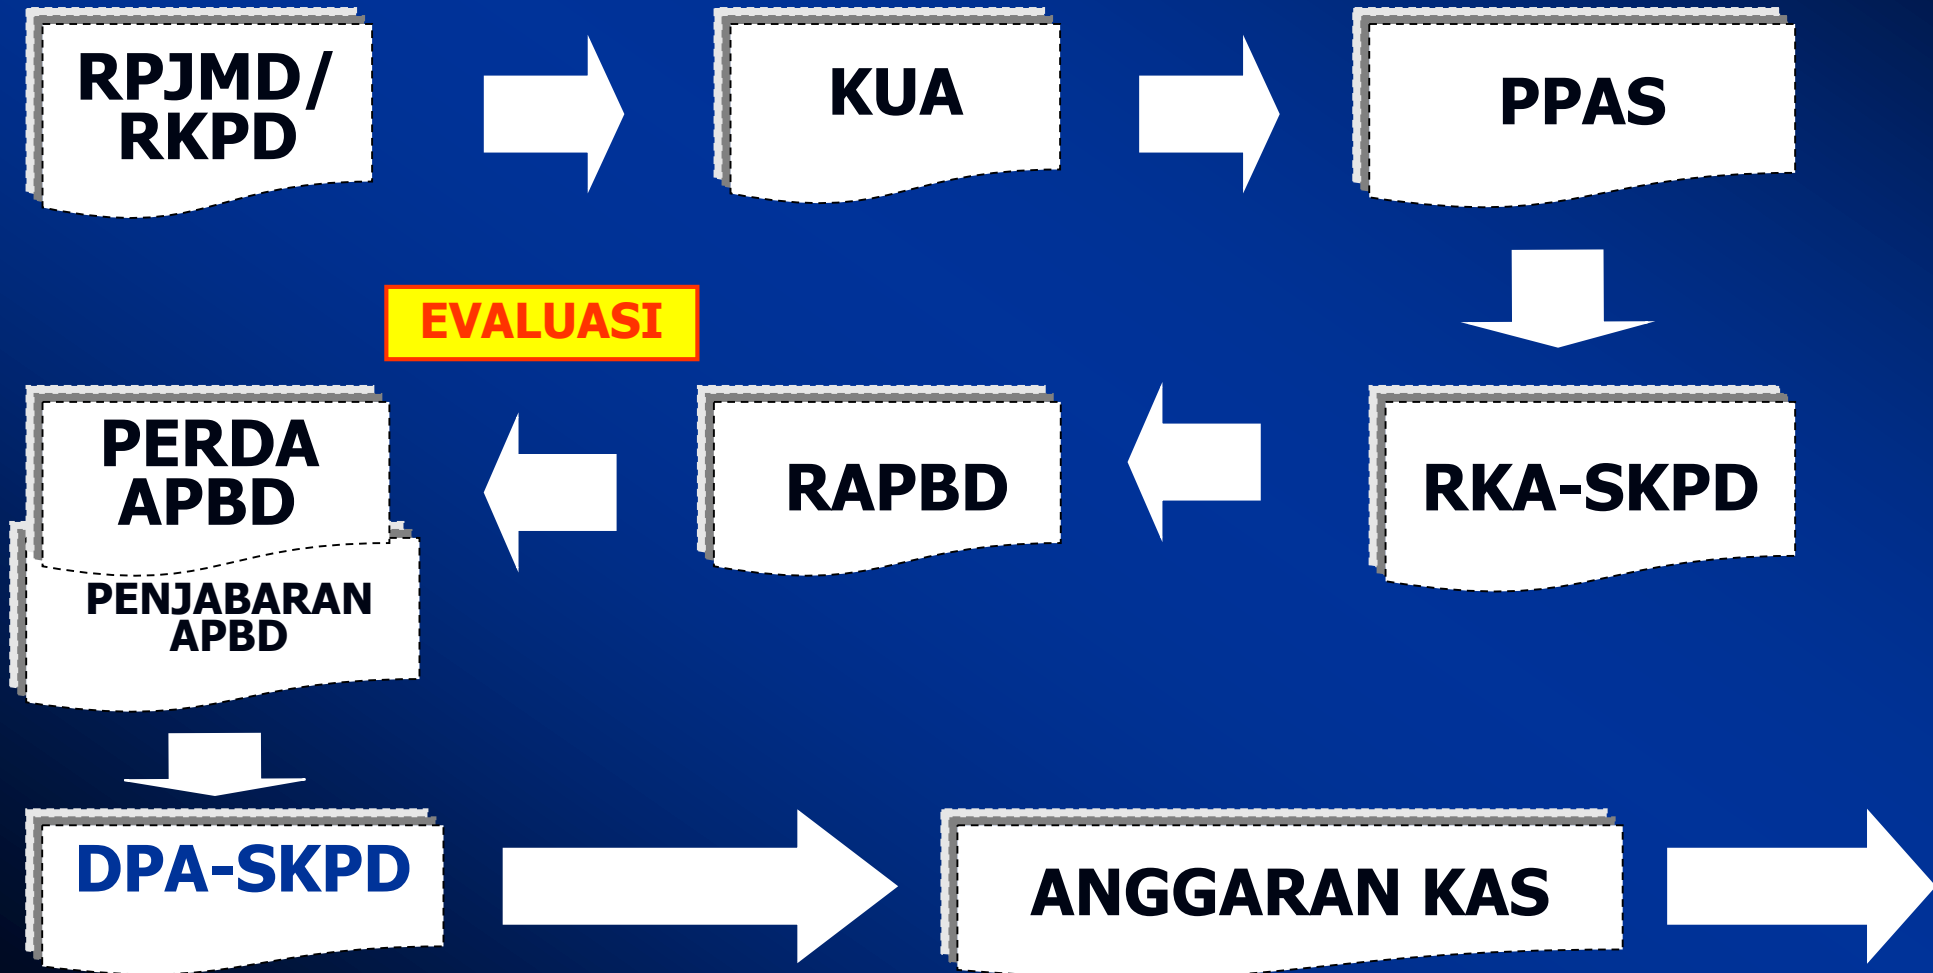 RPJMD/
RKPD
KUA
PPAS
EVALUASI
PERDA
APBD
RAPBD
RKA-SKPD
PENJABARAN
APBD
DPA-SKPD
ANGGARAN KAS